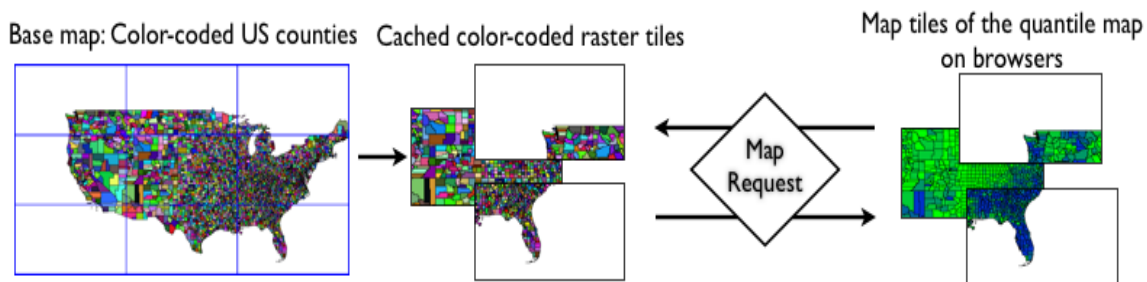 Base map: Color-coded US counties
Cached color-coded raster tiles
Map tiles of the quantile map
on browsers
Map
Request